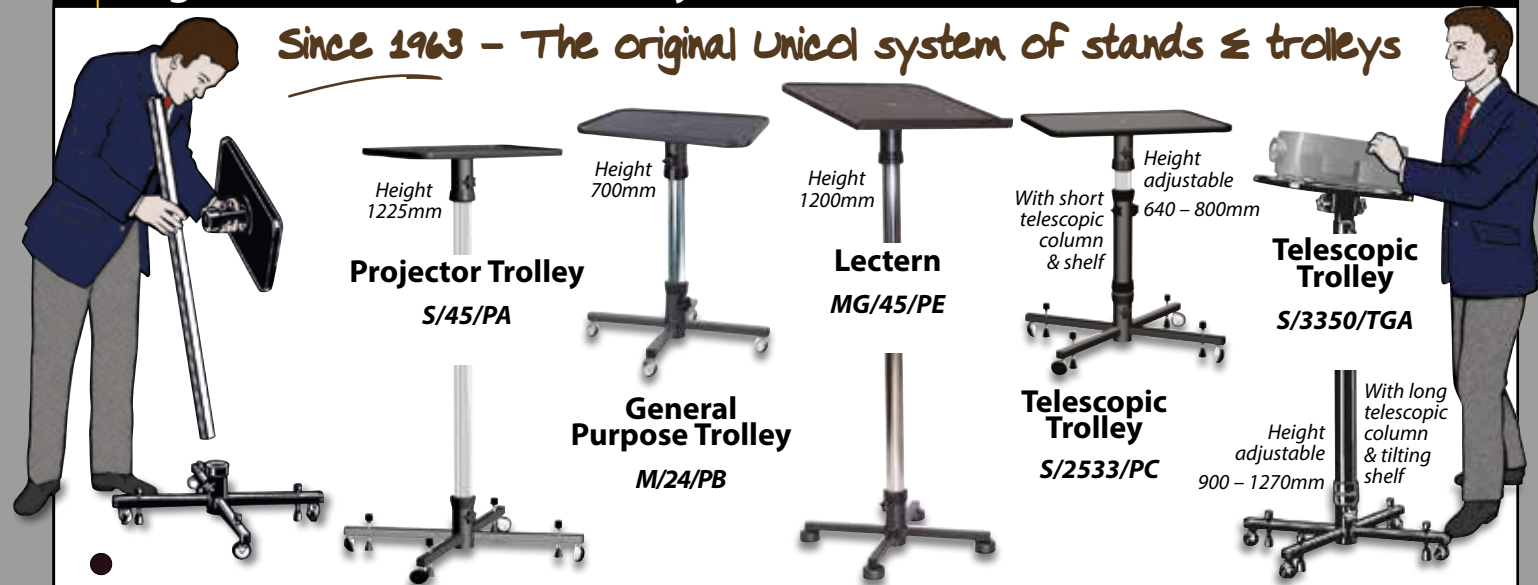 Since 1963 – The original Unicol system of stands & trolleys
Height
1225mm
Projector Trolley
S/45/PA
Height
700mm
General
Purpose Trolley
M/24/PB
Height
1200mm
Lectern
MG/45/PE
With short
telescopic
column
& shelf
Height
adjustable
640 – 800mm
Telescopic
Trolley
S/2533/PC
Telescopic
Trolley
S/3350/TGA
Height
adjustable
900 – 1270mm
With long
telescopic
column
& tilting
shelf